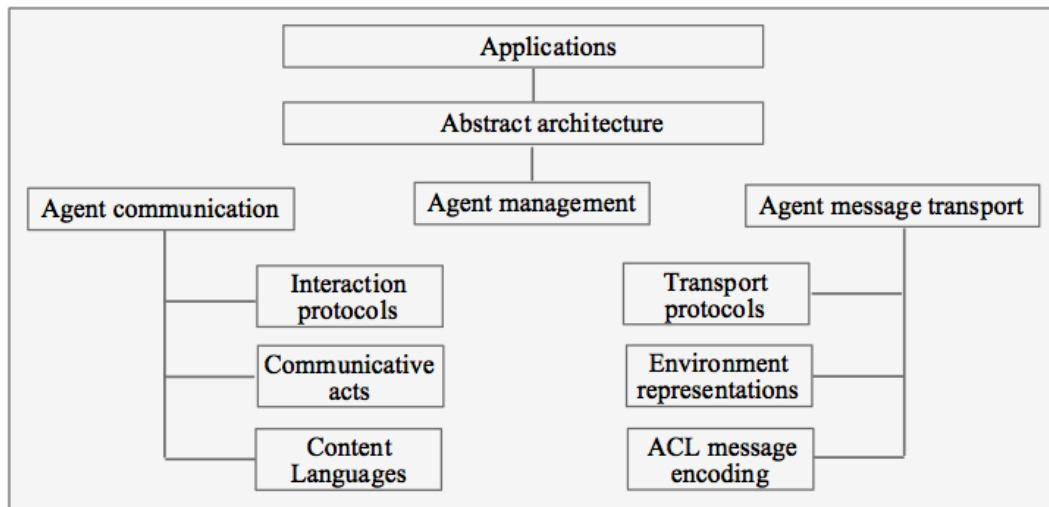 Applications
Abstract architecture
Agent communication
Agent management
Agent message transport
Interaction
protocols
Transport
protocols
Communicative
acts
Environment
representations
Content
Languages
ACL message
encoding